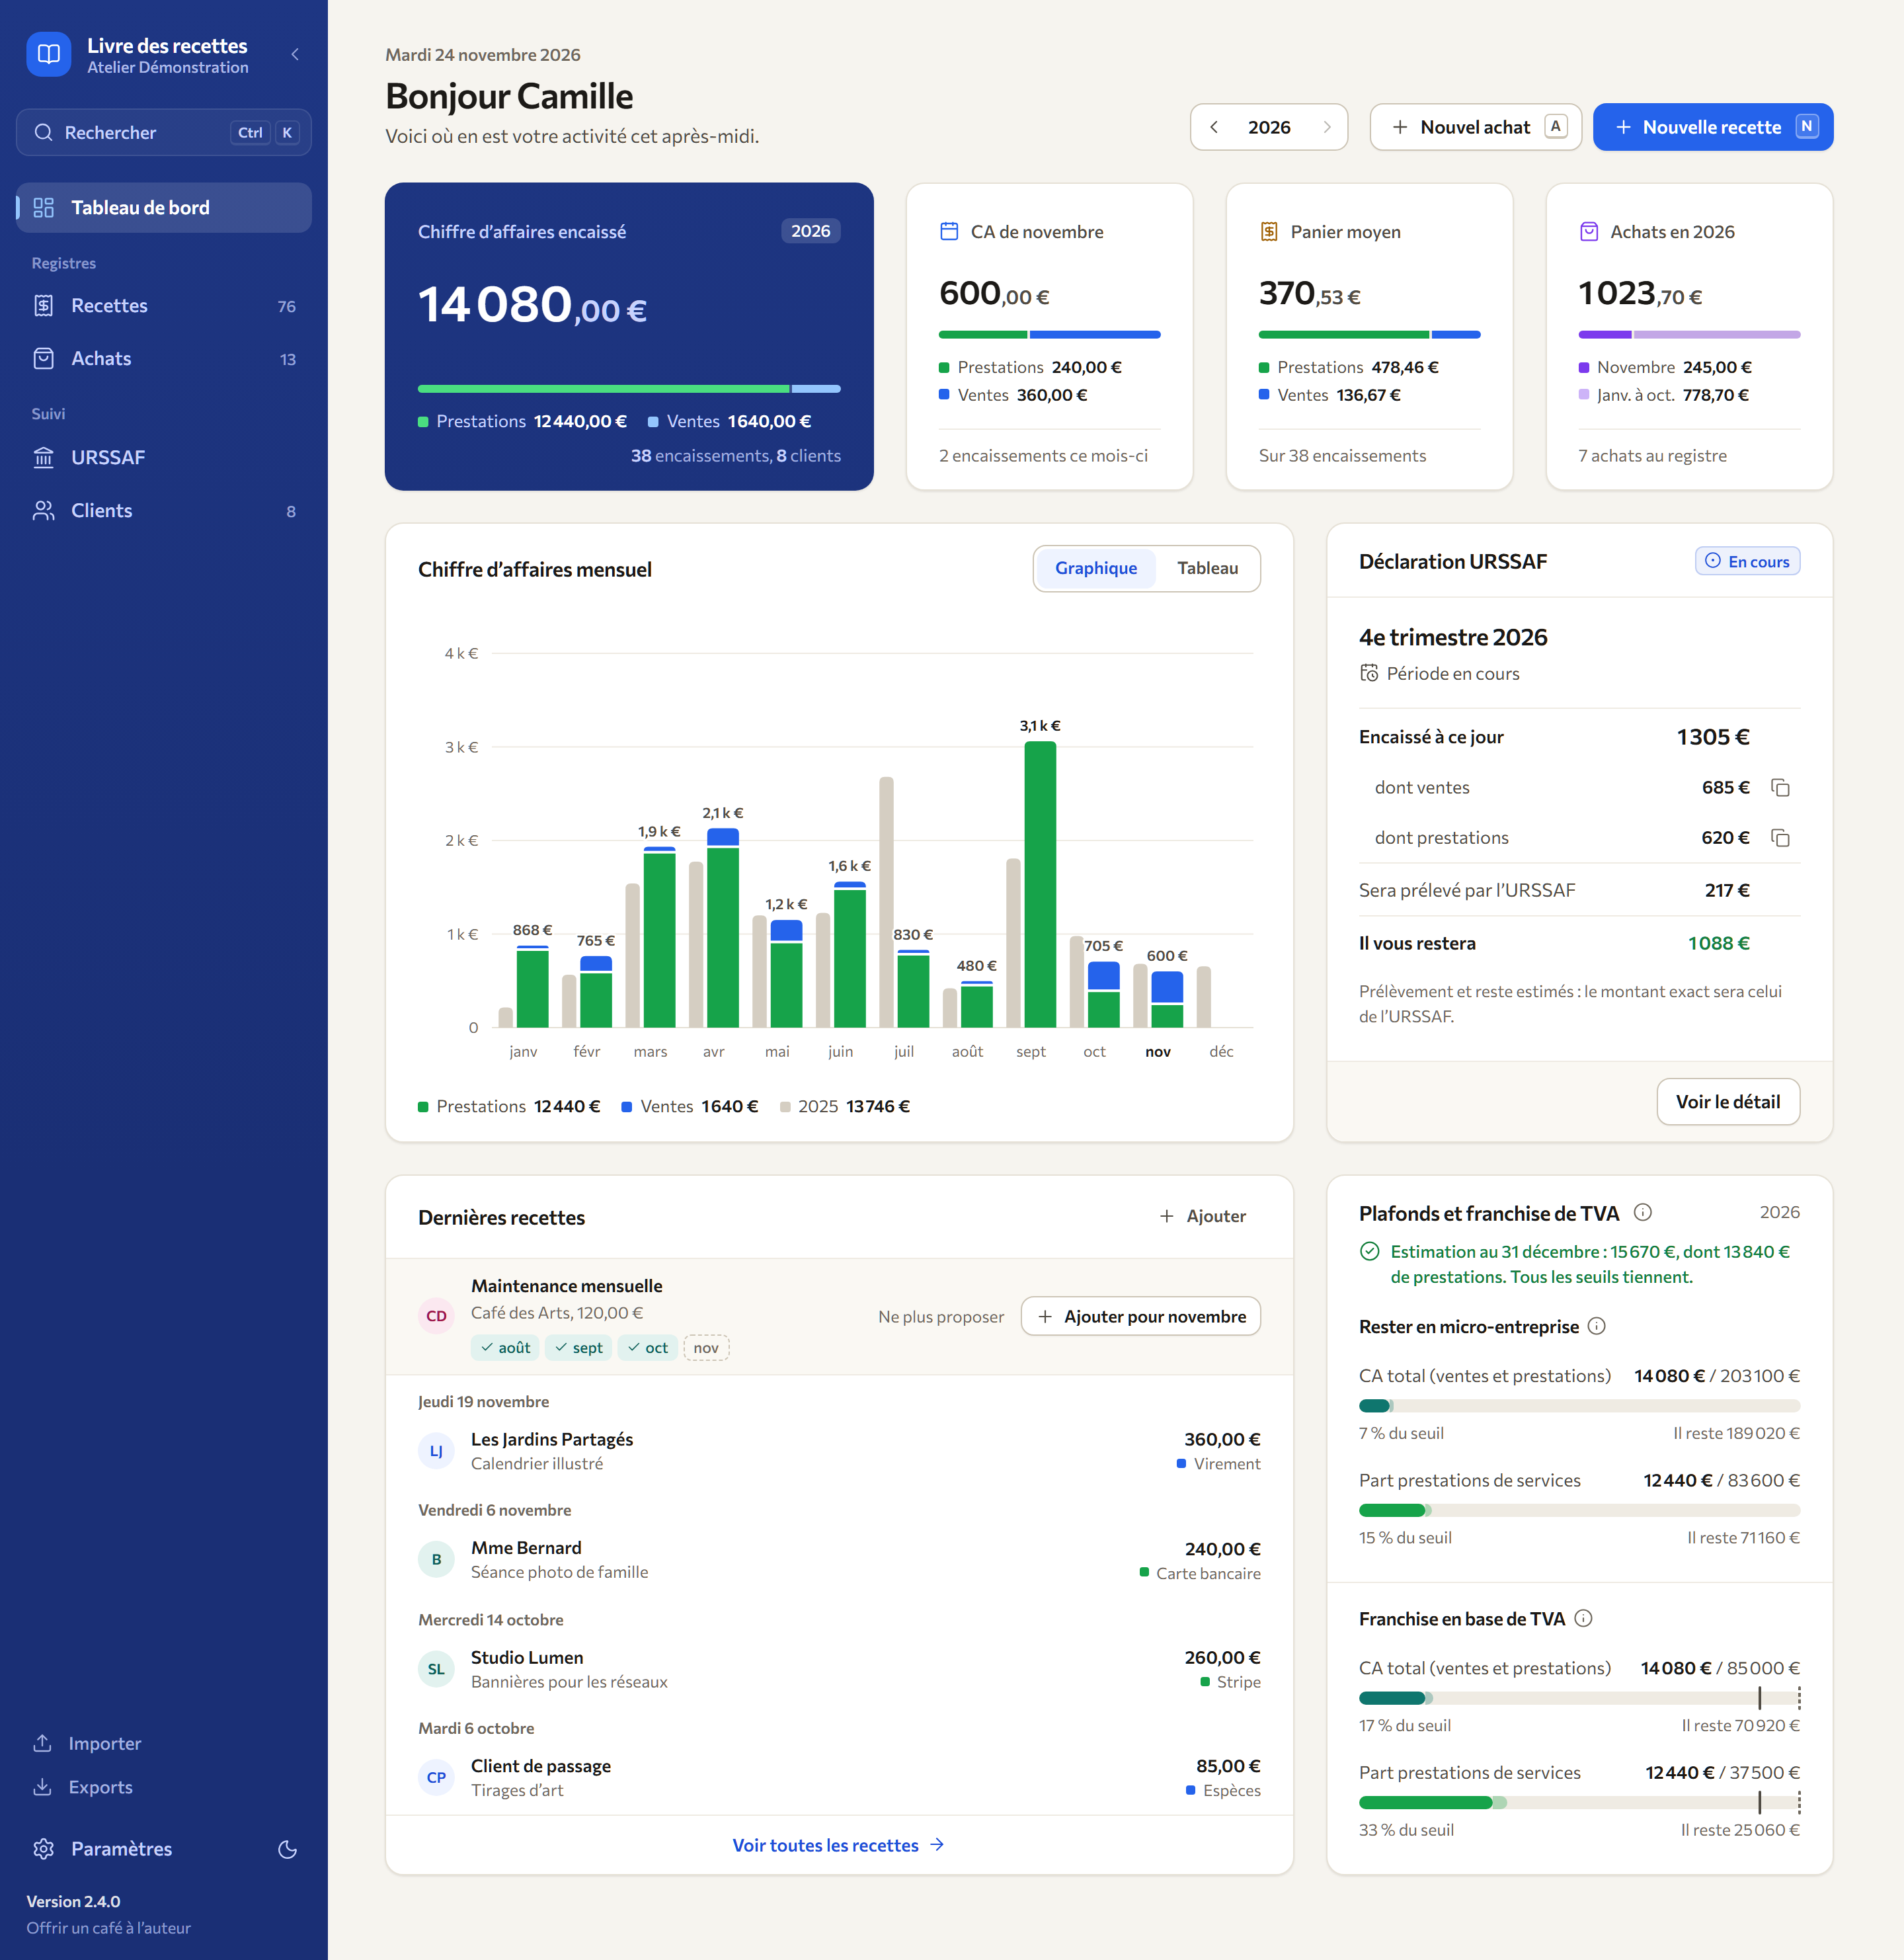 Livre des recettes
Atelier Démonstration
Rechercher Ctrl K
Tableau de bord
Registres
Recettes 76
Achats 13
Suivi
URSSAF
Clients 8
Importer
Exports
Paramètres
Version 2.4.0
Offrir un café à l’auteur
Mardi 24 novembre 2026
Bonjour Camille
Voici où en est votre activité cet après-midi.
2026
Nouvel achat A
Nouvelle recette N
Chiffre d’affaires encaissé 2026
14 080,00 €
Prestations 12 440,00 € Ventes 1 640,00 €
38 encaissements, 8 clients
CA de novembre
600,00 €
Prestations 240,00 €
Ventes 360,00 €
2 encaissements ce mois-ci
Panier moyen
370,53 €
Prestations 478,46 €
Ventes 136,67 €
Sur 38 encaissements
Achats en 2026
1 023,70 €
Novembre 245,00 €
Janv. à oct. 778,70 €
7 achats au registre
Chiffre d’affaires mensuel
Graphique Tableau
4 k €
3 k €
2 k €
1 k €
0
868 €
765 €
1,9 k €
2,1 k €
1,2 k €
1,6 k €
830 €
480 €
3,1 k €
705 €
600 €
janv févr mars avr mai juin juil août sept oct nov déc
Prestations 12 440 € Ventes 1 640 € 2025 13 746 €
Déclaration URSSAF En cours
4e trimestre 2026
Période en cours
Encaissé à ce jour 1 305 €
dont ventes 685 €
dont prestations 620 €
Sera prélevé par l’URSSAF 217 €
Il vous restera 1 088 €
Prélèvement et reste estimés : le montant exact sera celui
de l’URSSAF.
Voir le détail
Dernières recettes
Ajouter
CD
Maintenance mensuelle
Café des Arts, 120,00 €
août sept oct nov
Ne plus proposer
Ajouter pour novembre
Jeudi 19 novembre
LJ
Les Jardins Partagés 360,00 €
Calendrier illustré Virement
Vendredi 6 novembre
B
Mme Bernard 240,00 €
Séance photo de famille Carte bancaire
Mercredi 14 octobre
SL
Studio Lumen 260,00 €
Bannières pour les réseaux Stripe
Mardi 6 octobre
CP
Client de passage 85,00 €
Tirages d’art Espèces
Voir toutes les recettes
Plafonds et franchise de TVA 2026
Estimation au 31 décembre : 15 670 €, dont 13 840 €
de prestations. Tous les seuils tiennent.
Rester en micro-entreprise
CA total (ventes et prestations) 14 080 € / 203 100 €
7 % du seuil Il reste 189 020 €
Part prestations de services 12 440 € / 83 600 €
15 % du seuil Il reste 71 160 €
Franchise en base de TVA
CA total (ventes et prestations) 14 080 € / 85 000 €
17 % du seuil Il reste 70 920 €
Part prestations de services 12 440 € / 37 500 €
33 % du seuil Il reste 25 060 €